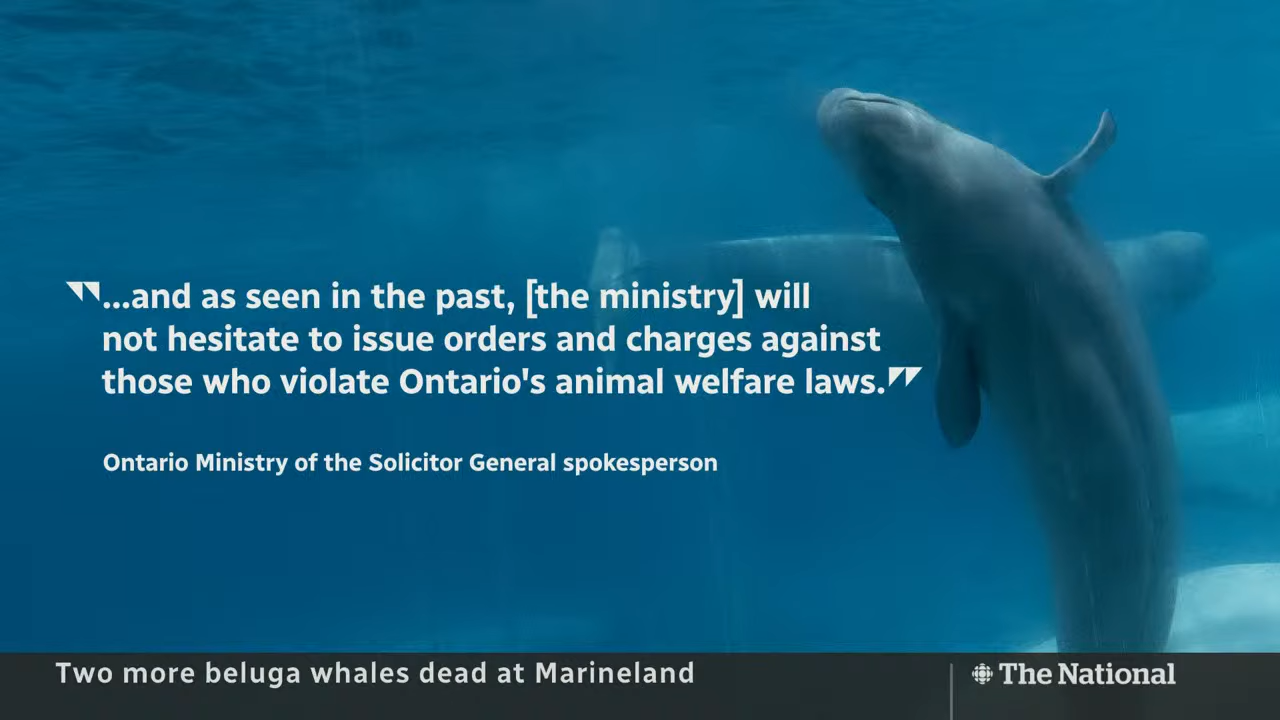 "...and as seen in the past, [the ministry] will
not hesitate to issue orders and charges against
those who violate Ontario's animal welfare laws."
Ontario Ministry of the Solicitor General spokesperson
Two more beluga whales dead at Marineland
The National